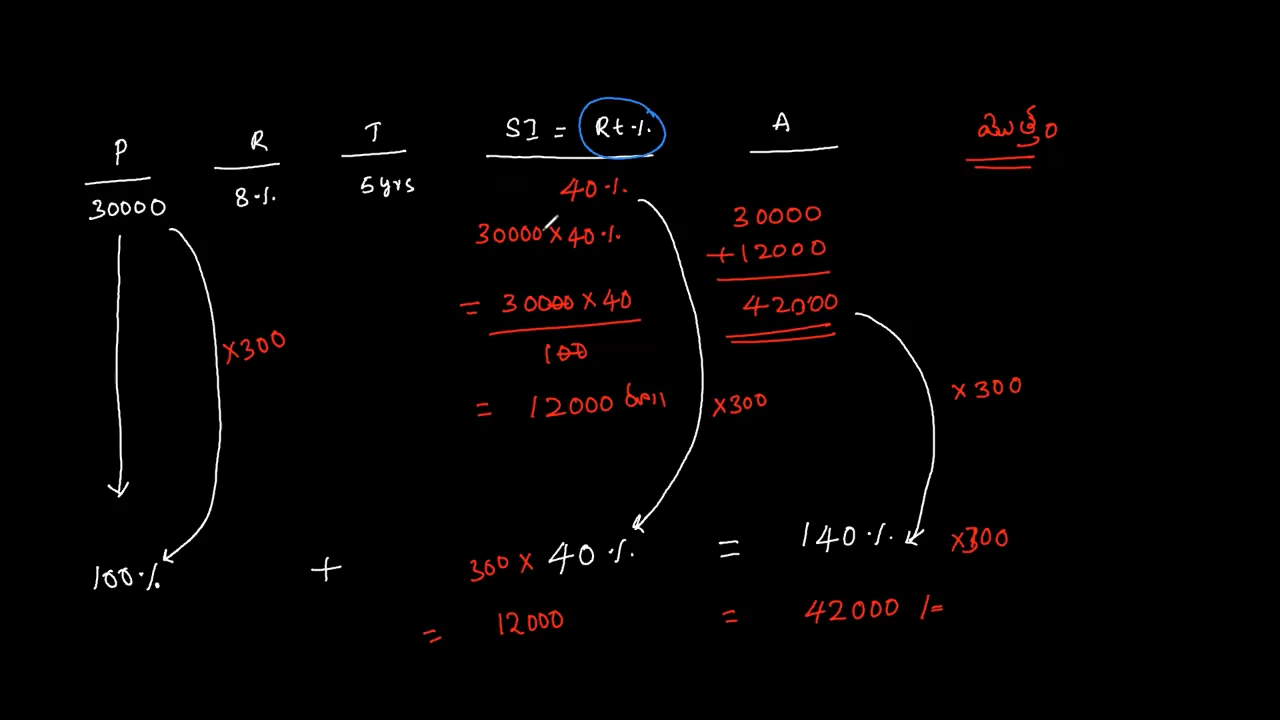 P R T SI = Rt% A మొత్తం
30000 8% 5yrs 40%
30000 × 40% 30000
+12000
= 30000 × 40 42000
100
×300
= 12000 ×300 ×300
100% + 300 × 40% = 140% ×300
= 12000 = 42000 /=